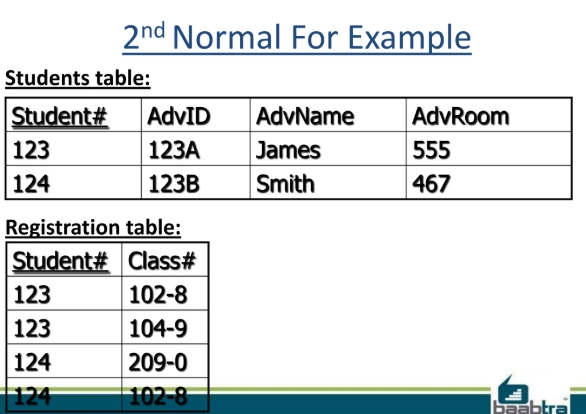 2nd Normal For Example
Students table:
Student# AdvID AdvName AdvRoom
123 123A James 555
124 123B Smith 467
Registration table:
Student# Class#
123 102-8
123 104-9
124 209-0
124 102-8
baabtra